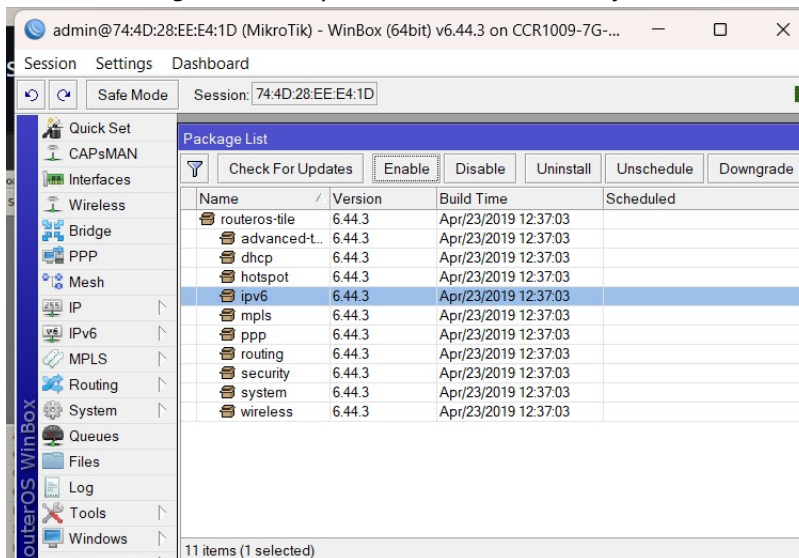 admin@74:4D:28:EE:E4:1D (MikroTik) - WinBox (64bit) v6.44.3 on CCR1009-7G-...
Session Settings Dashboard
Safe Mode Session: 74:4D:28:EE:E4:1D
Quick Set
CAPsMAN
Interfaces
Wireless
Bridge
PPP
Mesh
IP
IPv6
MPLS
Routing
System
Queues
Files
Log
Tools
Windows
RouterOS WinBox
Package List
Check For Updates Enable Disable Uninstall Unschedule Downgrade
Name Version Build Time Scheduled
routeros-tile 6.44.3 Apr/23/2019 12:37:03
advanced-t... 6.44.3 Apr/23/2019 12:37:03
dhcp 6.44.3 Apr/23/2019 12:37:03
hotspot 6.44.3 Apr/23/2019 12:37:03
ipv6 6.44.3 Apr/23/2019 12:37:03
mpls 6.44.3 Apr/23/2019 12:37:03
ppp 6.44.3 Apr/23/2019 12:37:03
routing 6.44.3 Apr/23/2019 12:37:03
security 6.44.3 Apr/23/2019 12:37:03
system 6.44.3 Apr/23/2019 12:37:03
wireless 6.44.3 Apr/23/2019 12:37:03
11 items (1 selected)